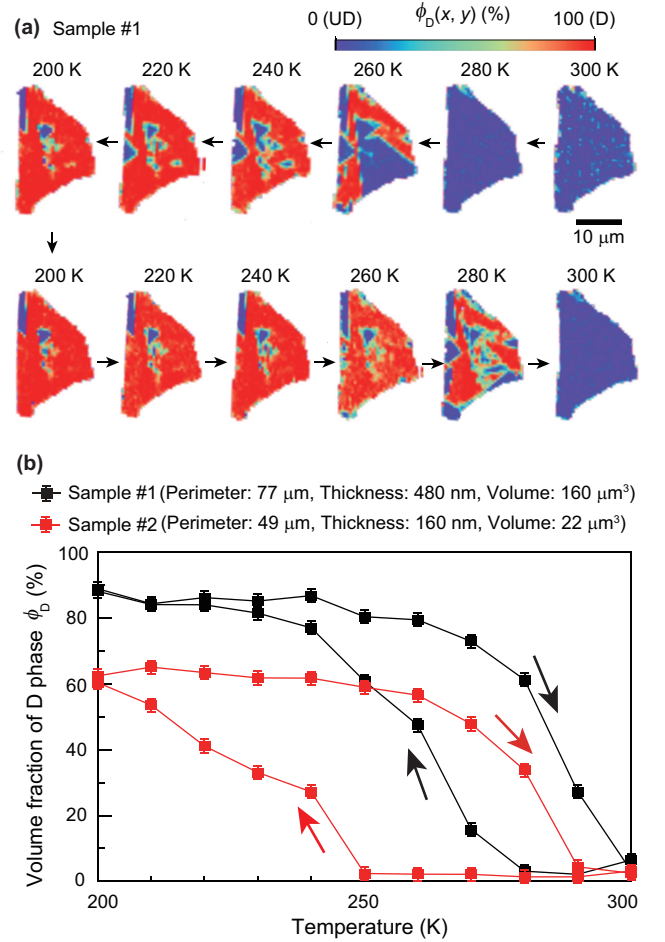 (a) Sample #1
0 (UD) ϕD(x, y) (%) 100 (D)
200 K 220 K 240 K 260 K 280 K 300 K
10 μm
200 K 220 K 240 K 260 K 280 K 300 K
(b)
Sample #1 (Perimeter: 77 μm, Thickness: 480 nm, Volume: 160 μm³)
Sample #2 (Perimeter: 49 μm, Thickness: 160 nm, Volume: 22 μm³)
Volume fraction of D phase ϕD (%)
100
80
60
40
20
0
200 250 300
Temperature (K)